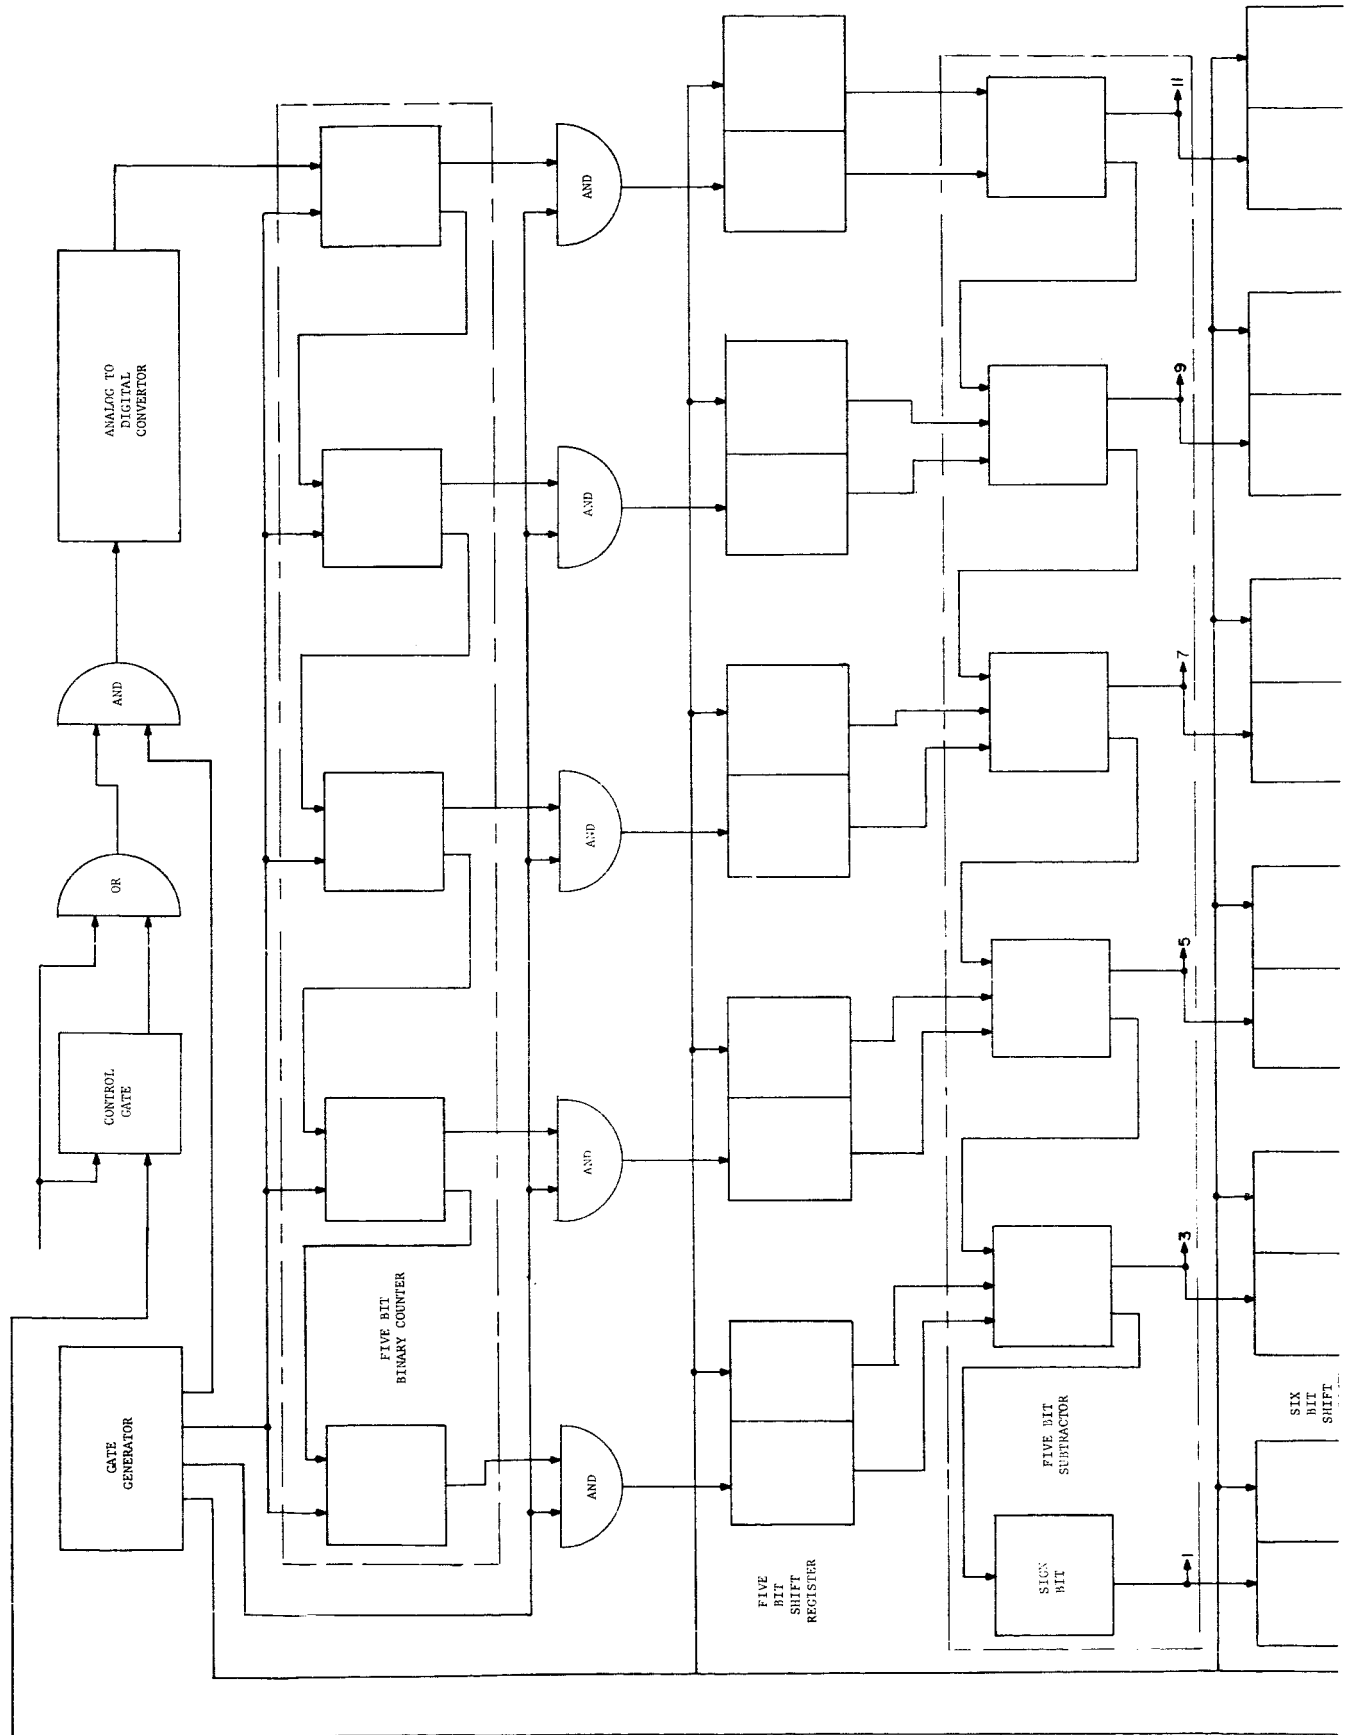 ANALOG TO
DIGITAL
CONVERTOR
AND
OR
CONTROL
GATE
GATE
GENERATOR
FIVE BIT
BINARY COUNTER
AND
AND
AND
AND
AND
FIVE
BIT
SHIFT
REGISTER
FIVE BIT
SUBTRACTOR
SIGN
BIT
11
9
7
5
3
1
SIX
BIT
SHIFT